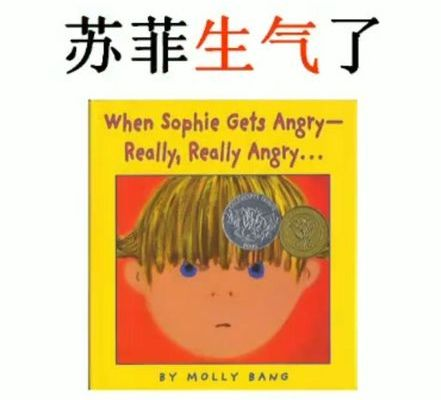 苏菲生气了
When Sophie Gets Angry—
Really, Really Angry...
BY MOLLY BANG